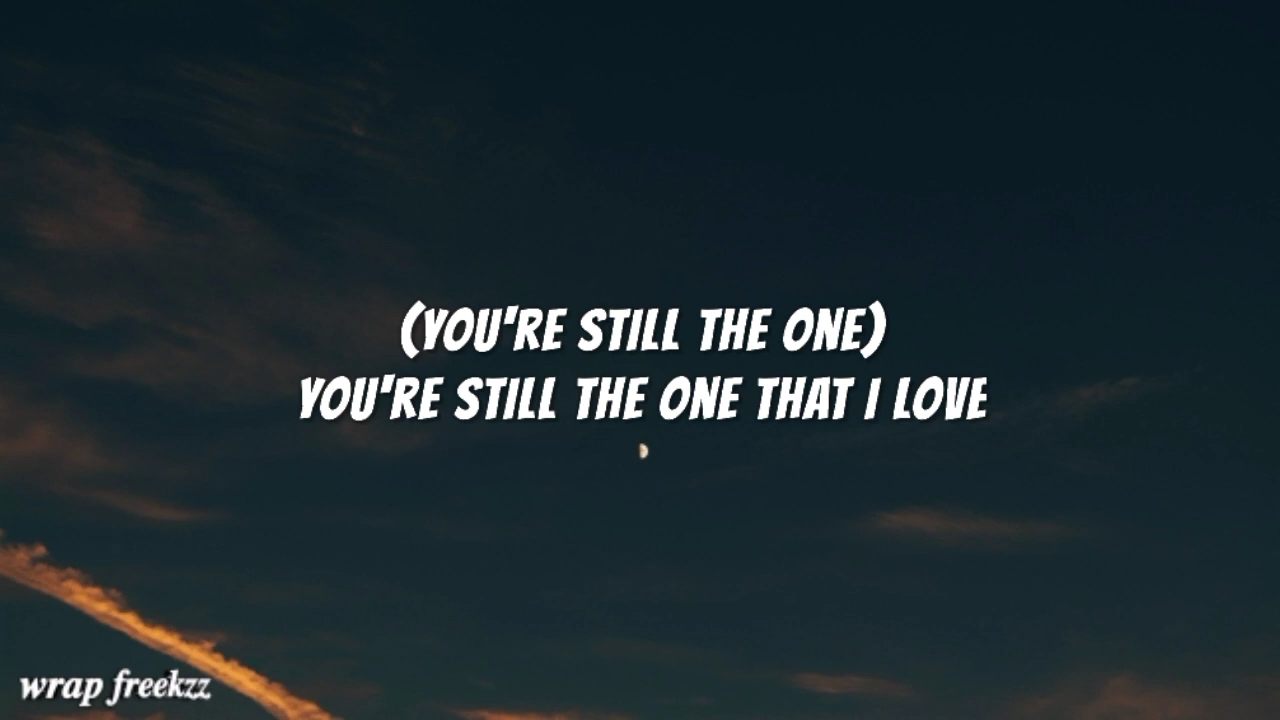 (YOU'RE STILL THE ONE)
YOU'RE STILL THE ONE THAT I LOVE
wrap freekzz